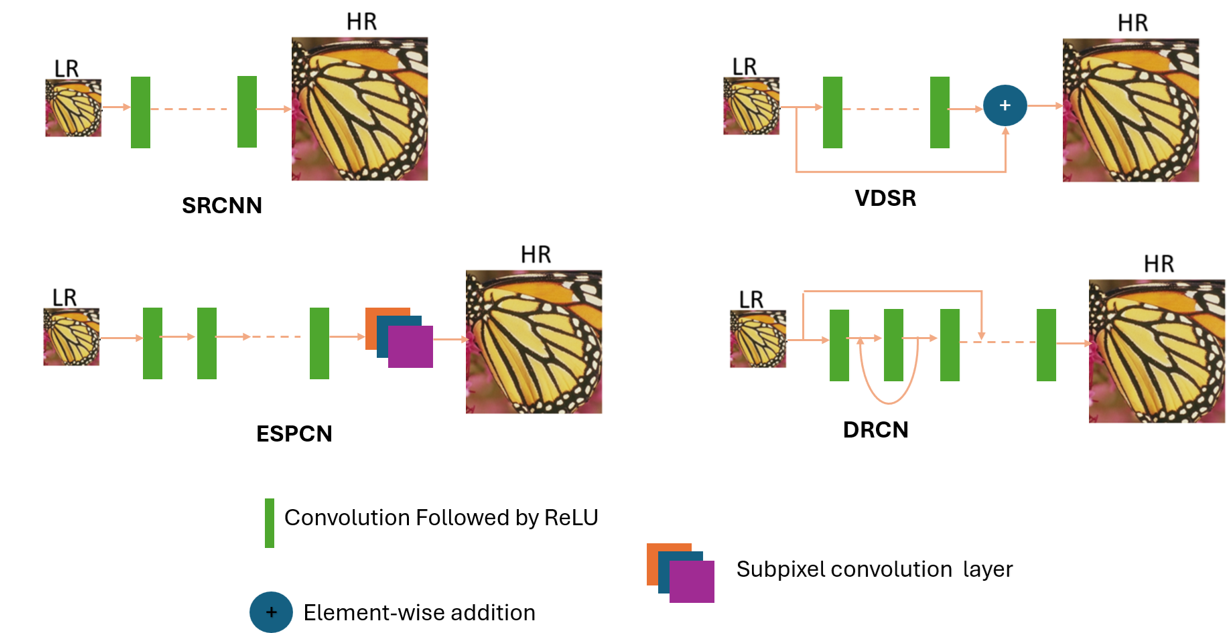 HR
LR
SRCNN
HR
LR
+
VDSR
HR
LR
ESPCN
HR
LR
DRCN
Convolution Followed by ReLU
+ Element-wise addition
Subpixel convolution layer